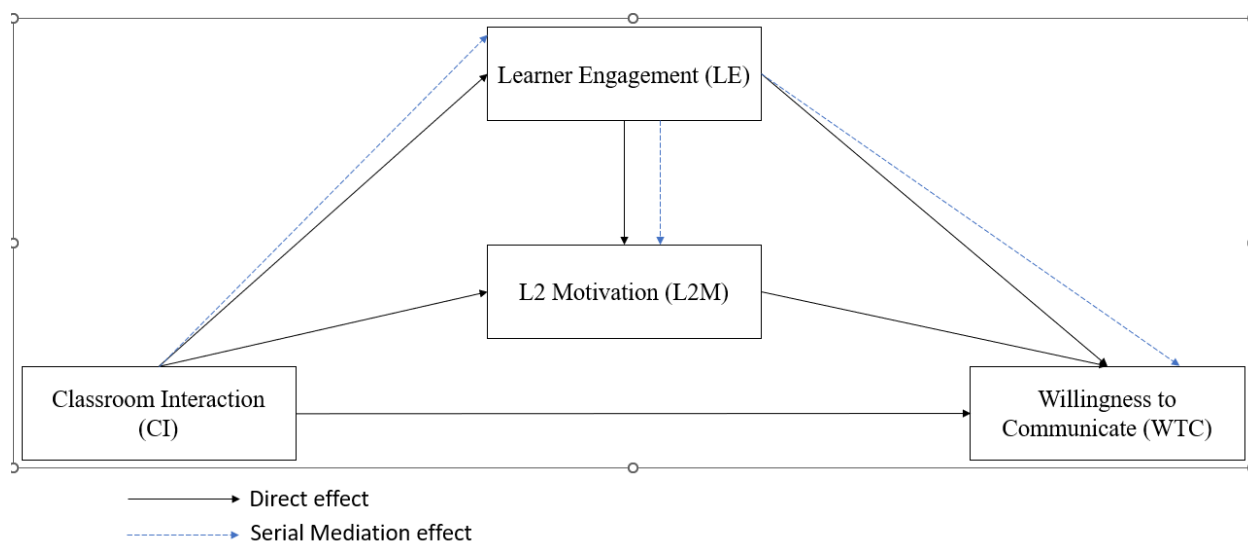 Learner Engagement (LE)
L2 Motivation (L2M)
Classroom Interaction
(CI)
Willingness to
Communicate (WTC)
Direct effect
Serial Mediation effect